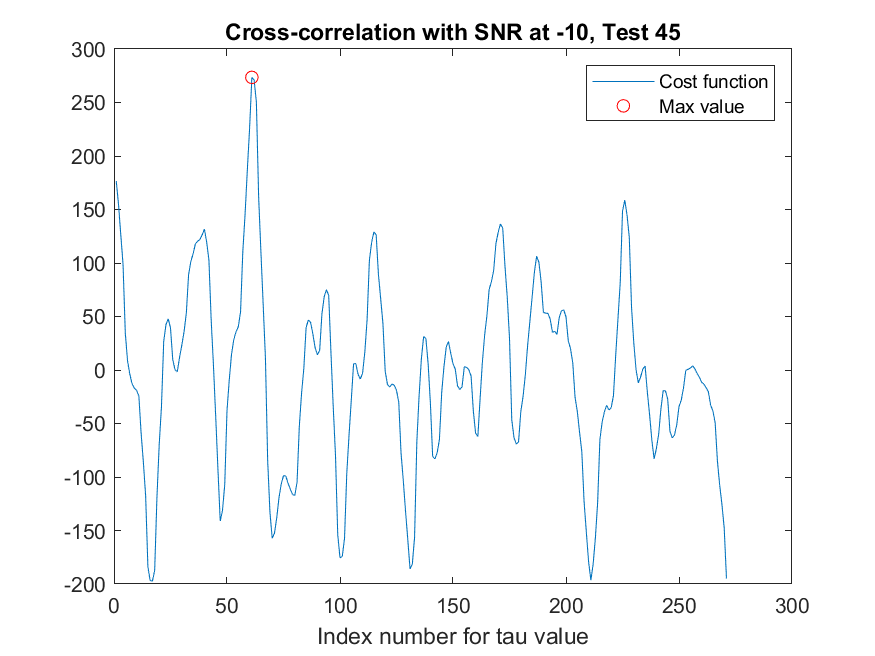 Cross-correlation with SNR at -10, Test 45
300
250
200
150
100
50
0
-50
-100
-150
-200
Cost function
Max value
0 50 100 150 200 250 300
Index number for tau value